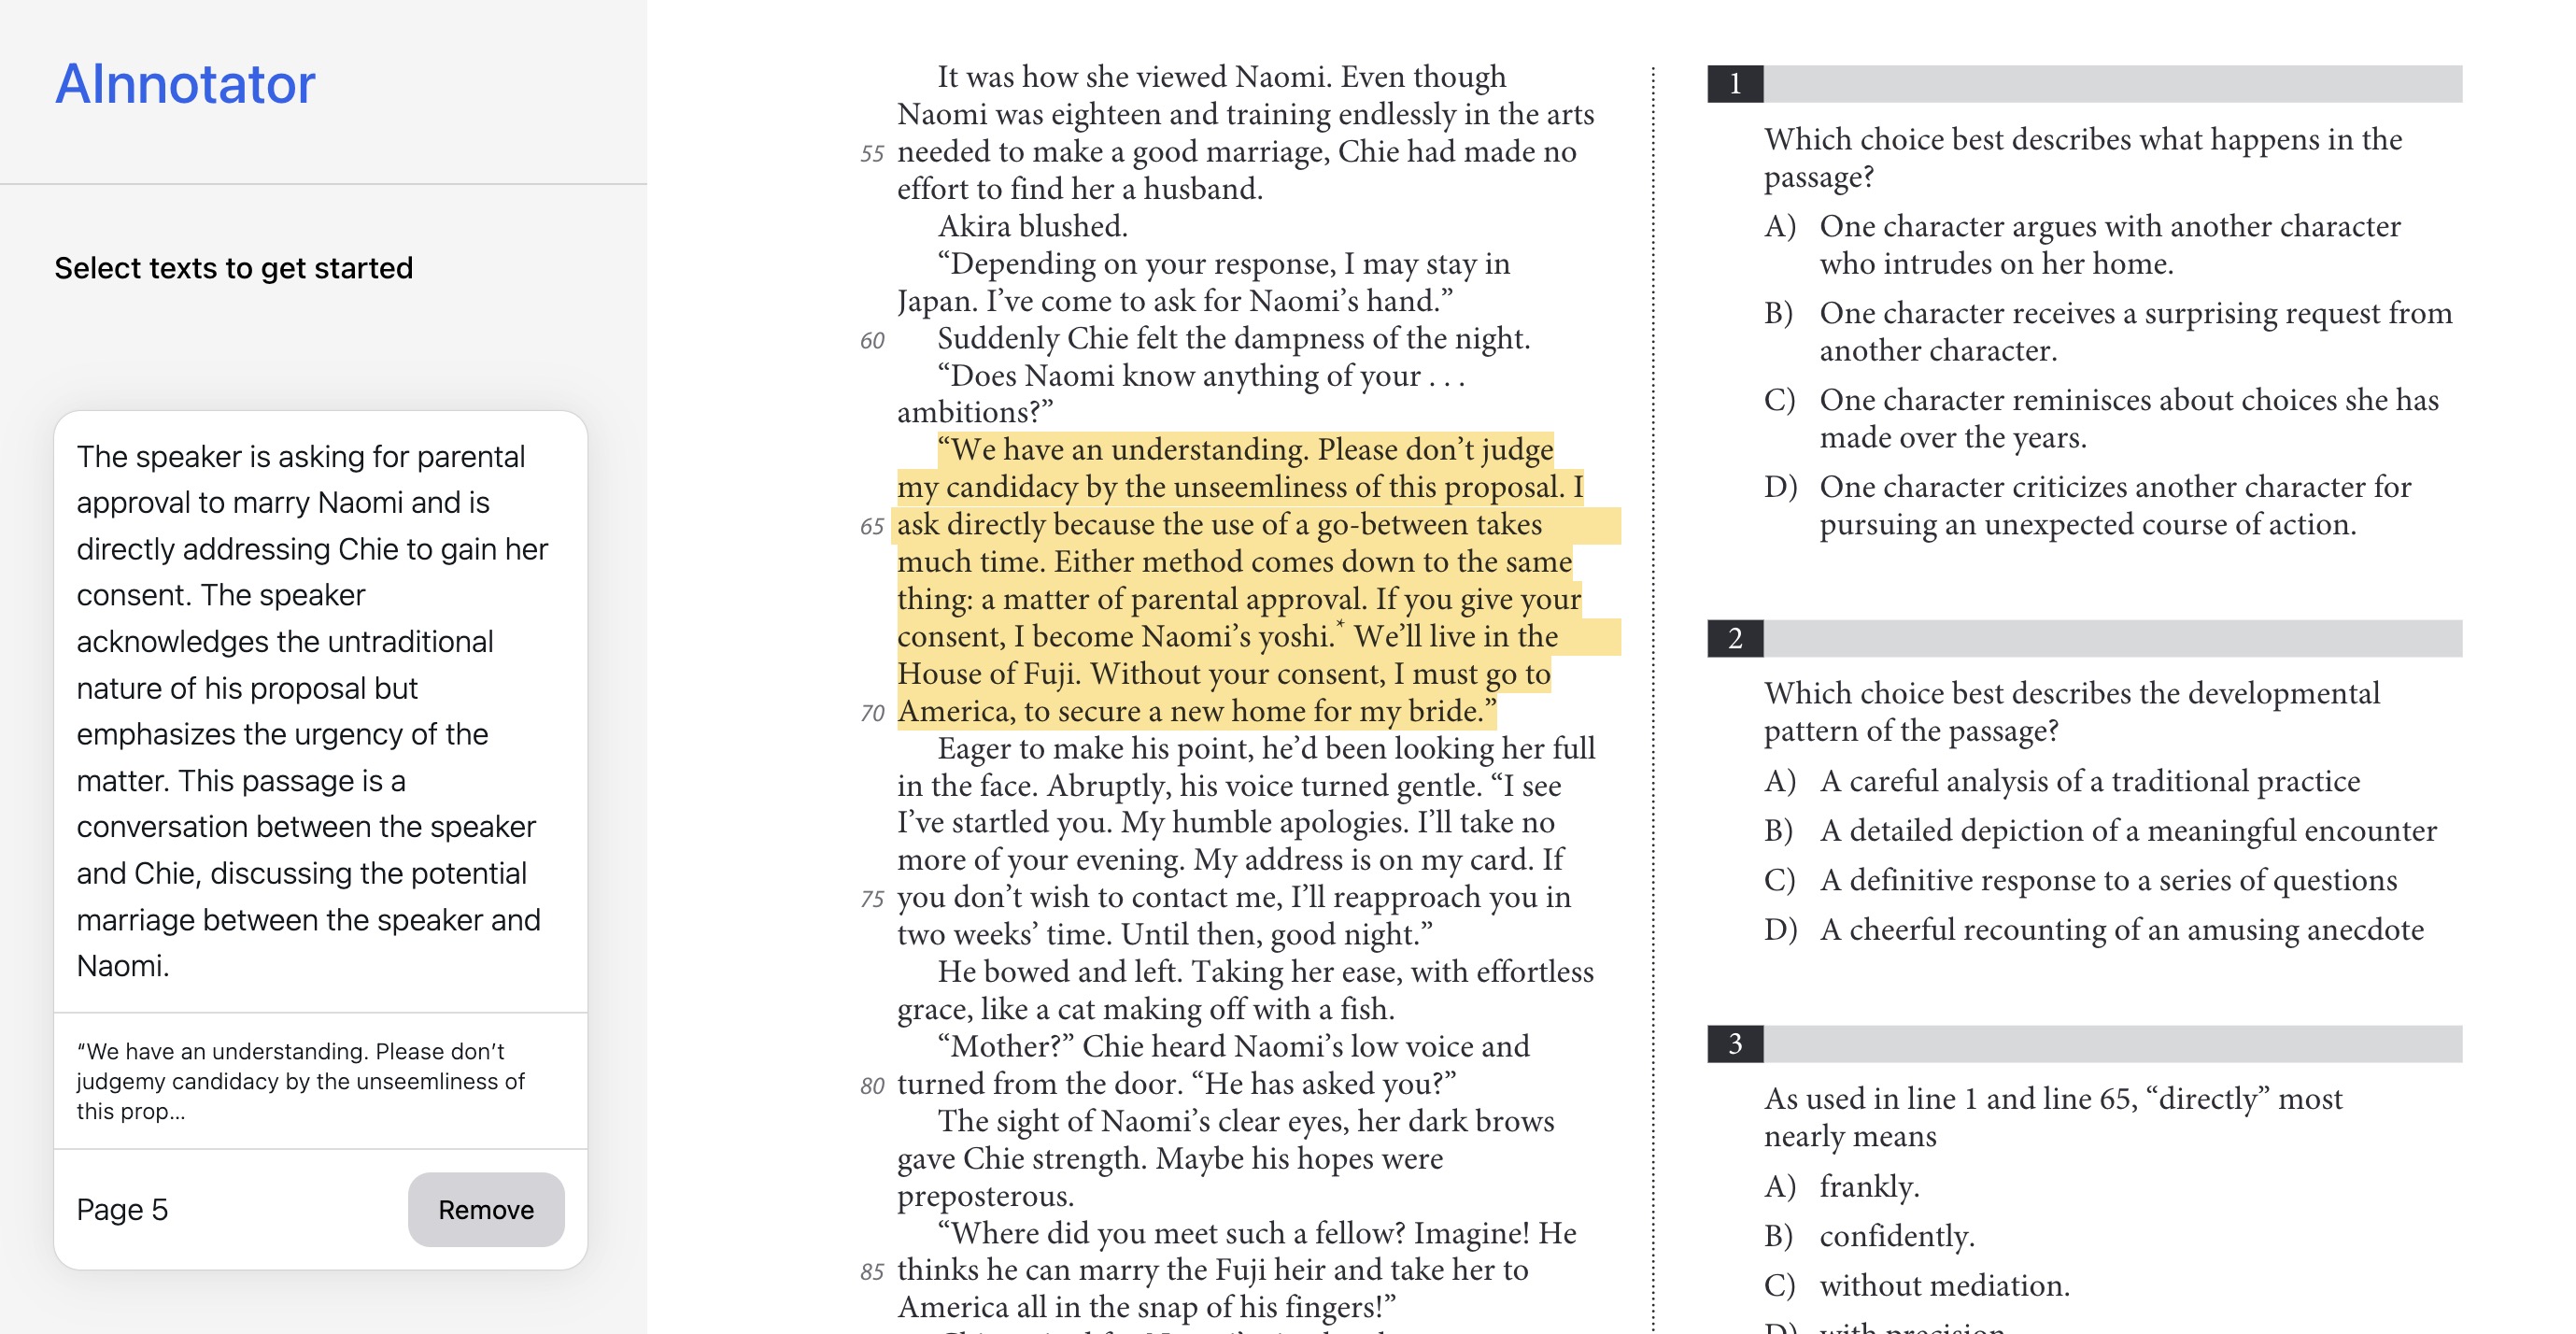 AInnotator
Select texts to get started
The speaker is asking for parental
approval to marry Naomi and is
directly addressing Chie to gain her
consent. The speaker
acknowledges the untraditional
nature of his proposal but
emphasizes the urgency of the
matter. This passage is a
conversation between the speaker
and Chie, discussing the potential
marriage between the speaker and
Naomi.
“We have an understanding. Please don’t
judgemy candidacy by the unseemliness of
this prop...
Page 5
Remove
It was how she viewed Naomi. Even though
Naomi was eighteen and training endlessly in the arts
55 needed to make a good marriage, Chie had made no
effort to find her a husband.
Akira blushed.
“Depending on your response, I may stay in
Japan. I’ve come to ask for Naomi’s hand.”
60 Suddenly Chie felt the dampness of the night.
“Does Naomi know anything of your . . .
ambitions?”
“We have an understanding. Please don’t judge
my candidacy by the unseemliness of this proposal. I
65 ask directly because the use of a go-between takes
much time. Either method comes down to the same
thing: a matter of parental approval. If you give your
consent, I become Naomi’s yoshi.* We’ll live in the
House of Fuji. Without your consent, I must go to
70 America, to secure a new home for my bride.”
Eager to make his point, he’d been looking her full
in the face. Abruptly, his voice turned gentle. “I see
I’ve startled you. My humble apologies. I’ll take no
more of your evening. My address is on my card. If
75 you don’t wish to contact me, I’ll reapproach you in
two weeks’ time. Until then, good night.”
He bowed and left. Taking her ease, with effortless
grace, like a cat making off with a fish.
“Mother?” Chie heard Naomi’s low voice and
80 turned from the door. “He has asked you?”
The sight of Naomi’s clear eyes, her dark brows
gave Chie strength. Maybe his hopes were
preposterous.
“Where did you meet such a fellow? Imagine! He
85 thinks he can marry the Fuji heir and take her to
America all in the snap of his fingers!”
1
Which choice best describes what happens in the
passage?
A) One character argues with another character
who intrudes on her home.
B) One character receives a surprising request from
another character.
C) One character reminisces about choices she has
made over the years.
D) One character criticizes another character for
pursuing an unexpected course of action.
2
Which choice best describes the developmental
pattern of the passage?
A) A careful analysis of a traditional practice
B) A detailed depiction of a meaningful encounter
C) A definitive response to a series of questions
D) A cheerful recounting of an amusing anecdote
3
As used in line 1 and line 65, “directly” most
nearly means
A) frankly.
B) confidently.
C) without mediation.
D) with precision